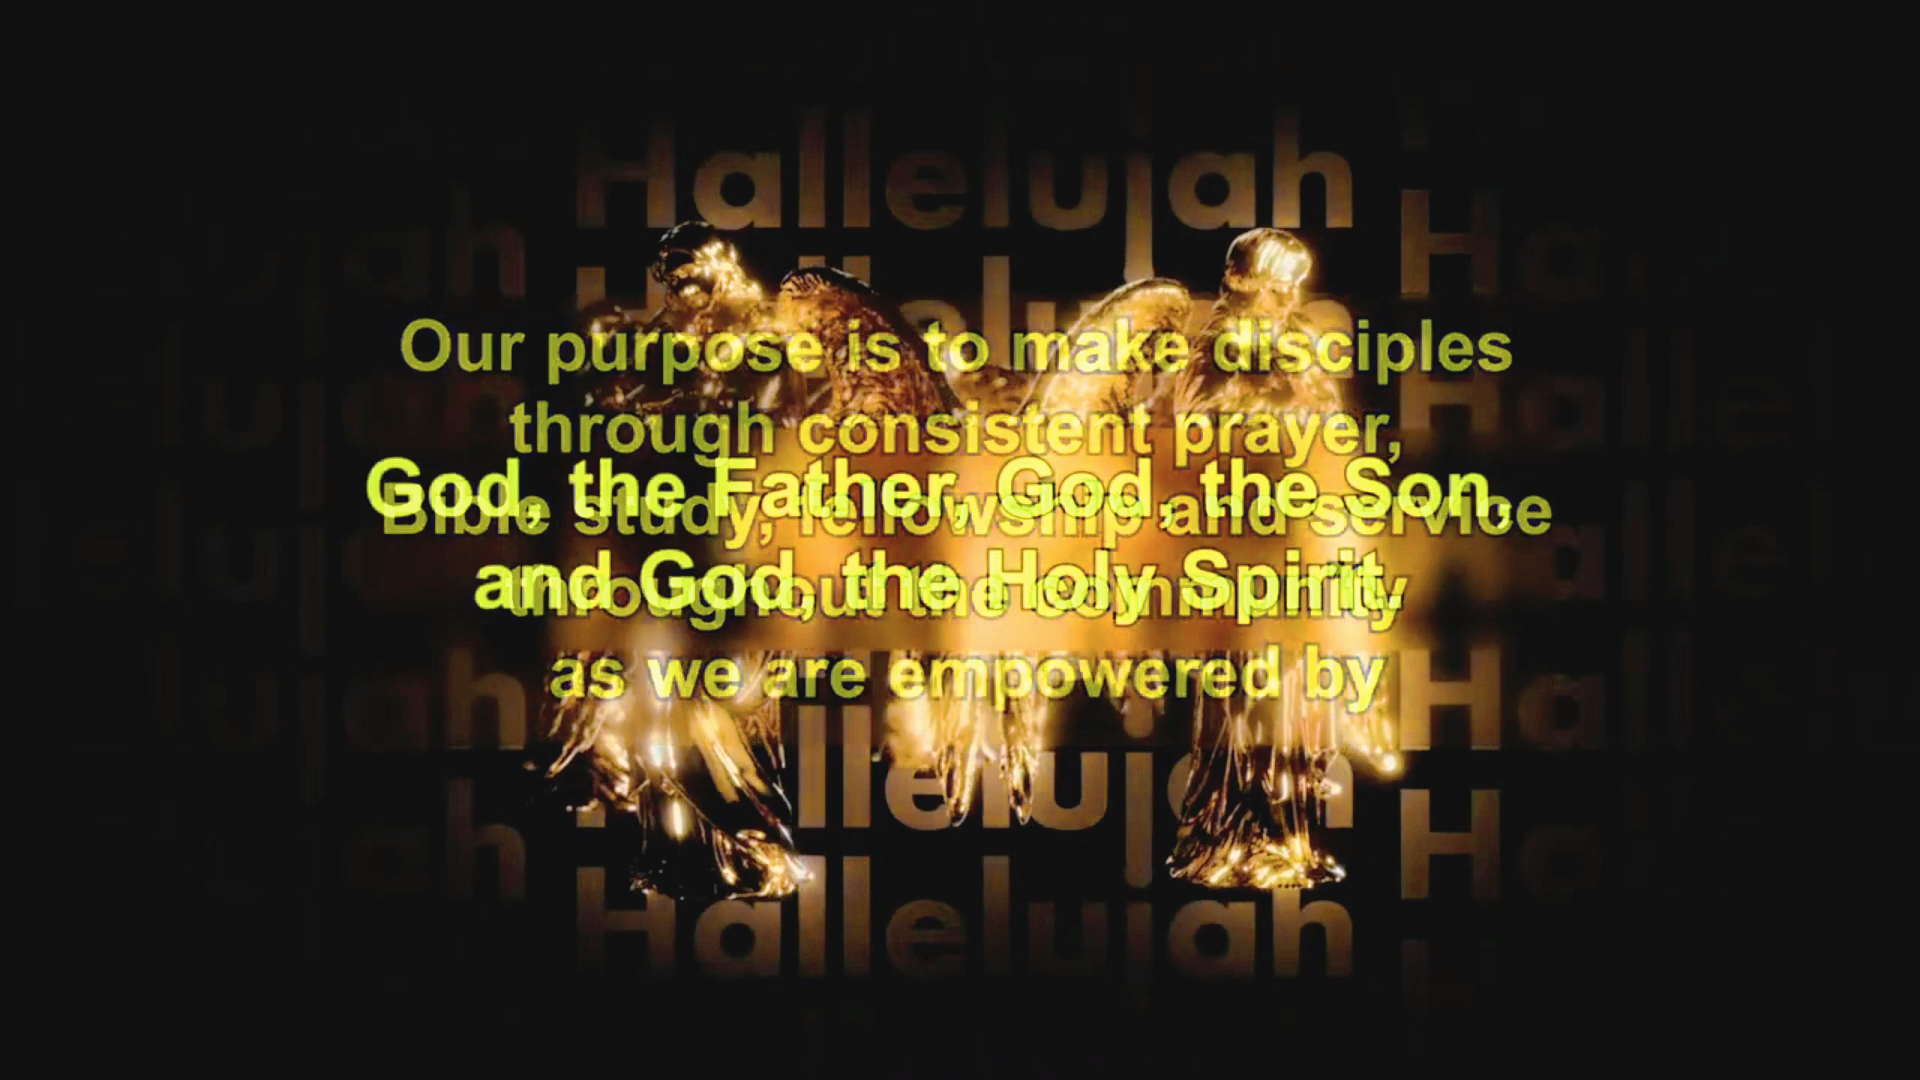 Hallelujah
Our purpose is to make disciples
through consistent prayer,
Bible study, fellowship and service
throughout the community
as we are empowered by
God, the Father, God, the Son,
and God, the Holy Spirit.
Hallelujah
Hallelujah